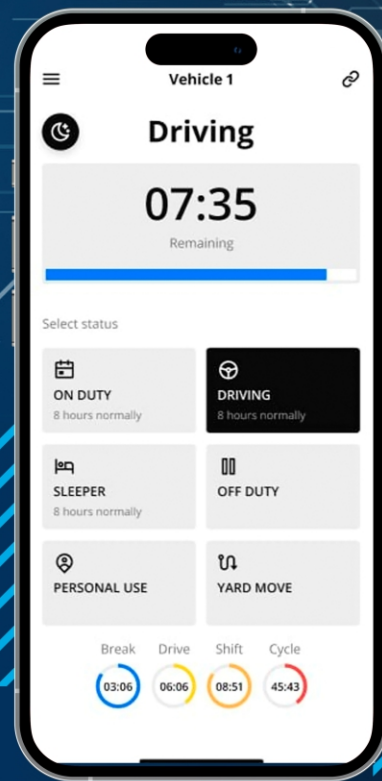 Vehicle 1
Driving
07:35
Remaining
Select status
ON DUTY
8 hours normally
DRIVING
8 hours normally
SLEEPER
8 hours normally
OFF DUTY
PERSONAL USE
YARD MOVE
Break Drive Shift Cycle
03:06 06:06 08:51 45:43